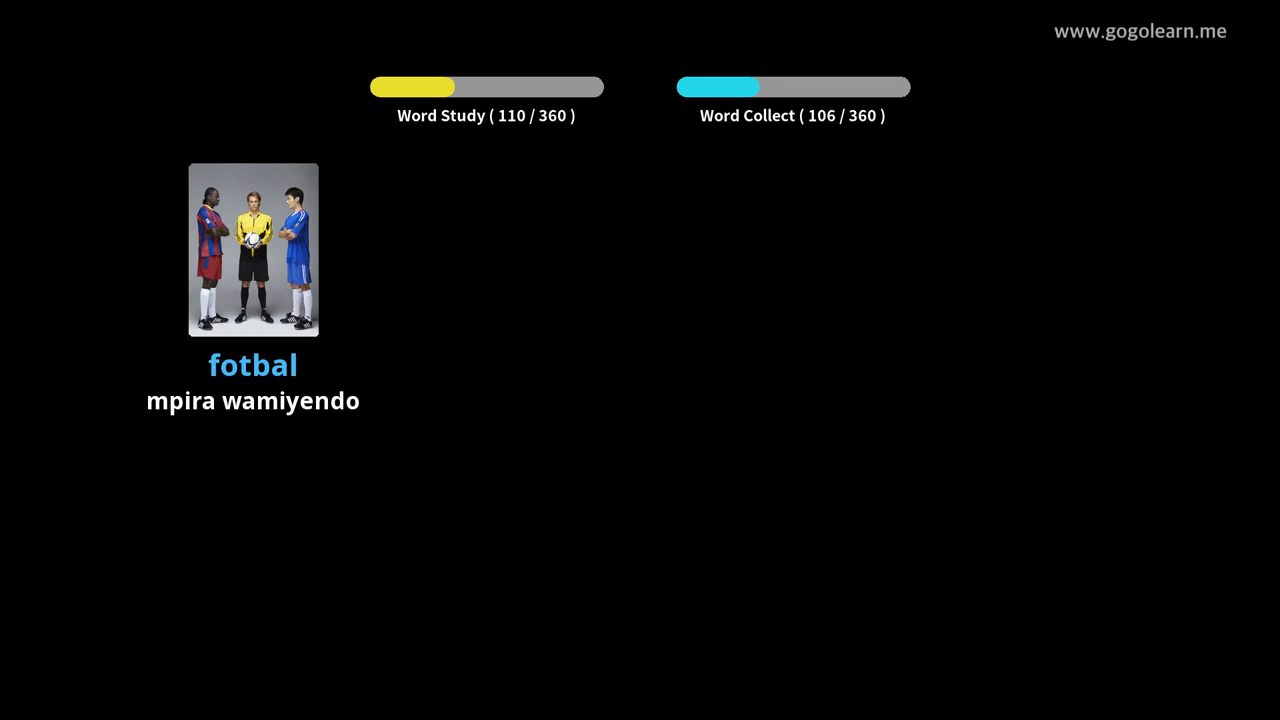 www.gogolearn.me
Word Study ( 110 / 360 )
Word Collect ( 106 / 360 )
fotbal
mpira wamiyendo